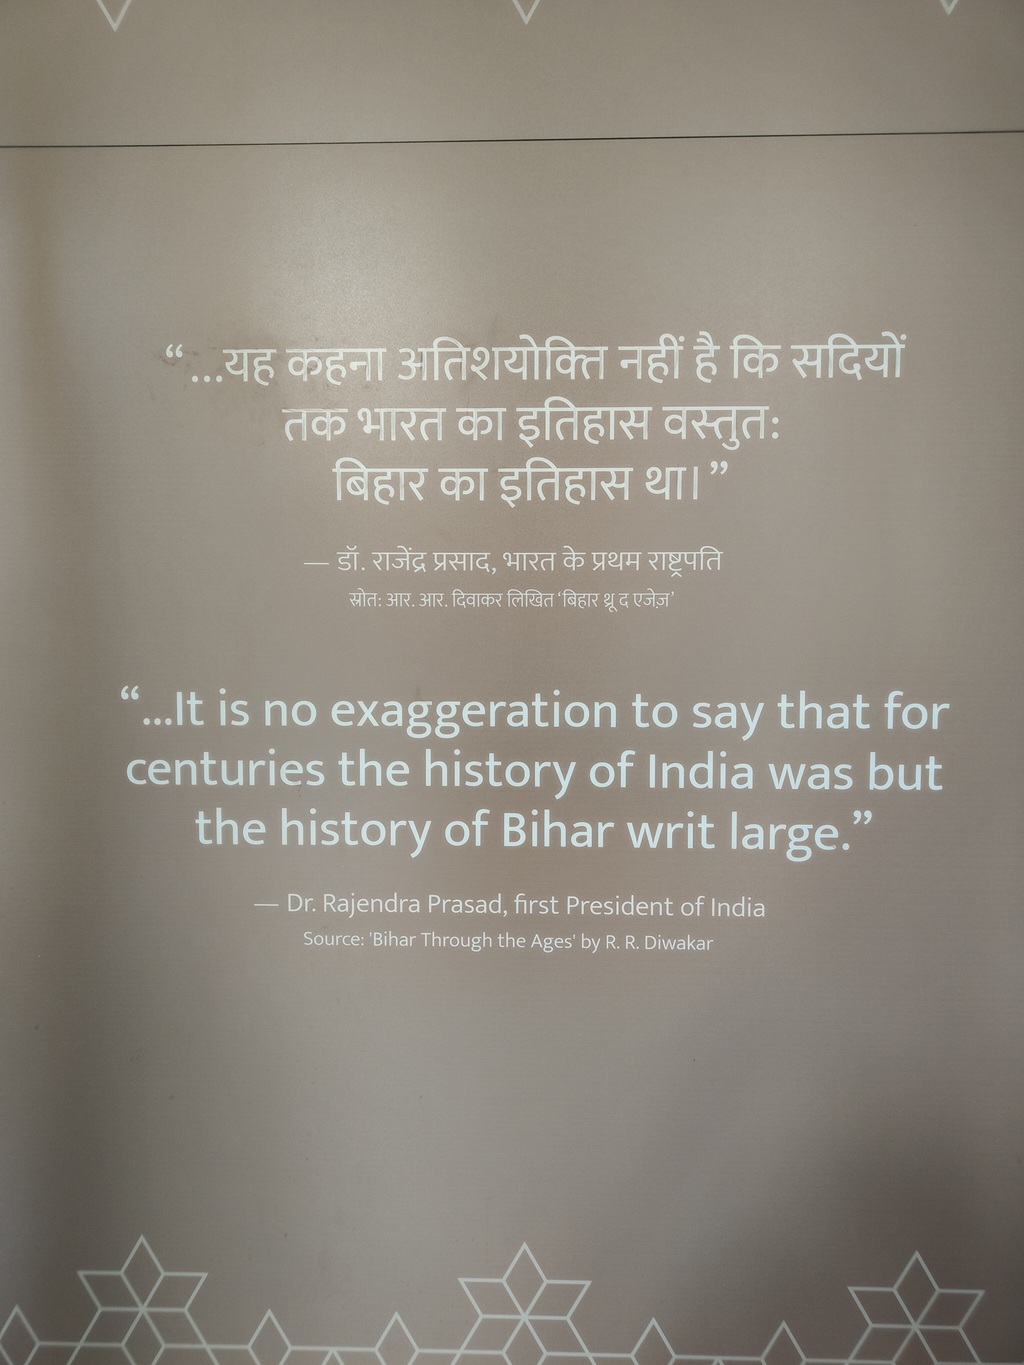 “...यह कहना अतिशयोक्ति नहीं है कि सदियों
तक भारत का इतिहास वस्तुत:
बिहार का इतिहास था।”
— डॉ. राजेंद्र प्रसाद, भारत के प्रथम राष्ट्रपति
स्रोत: आर. आर. दिवाकर लिखित ‘बिहार थ्रू द एजेज़’
“...It is no exaggeration to say that for
centuries the history of India was but
the history of Bihar writ large.”
— Dr. Rajendra Prasad, first President of India
Source: 'Bihar Through the Ages' by R. R. Diwakar